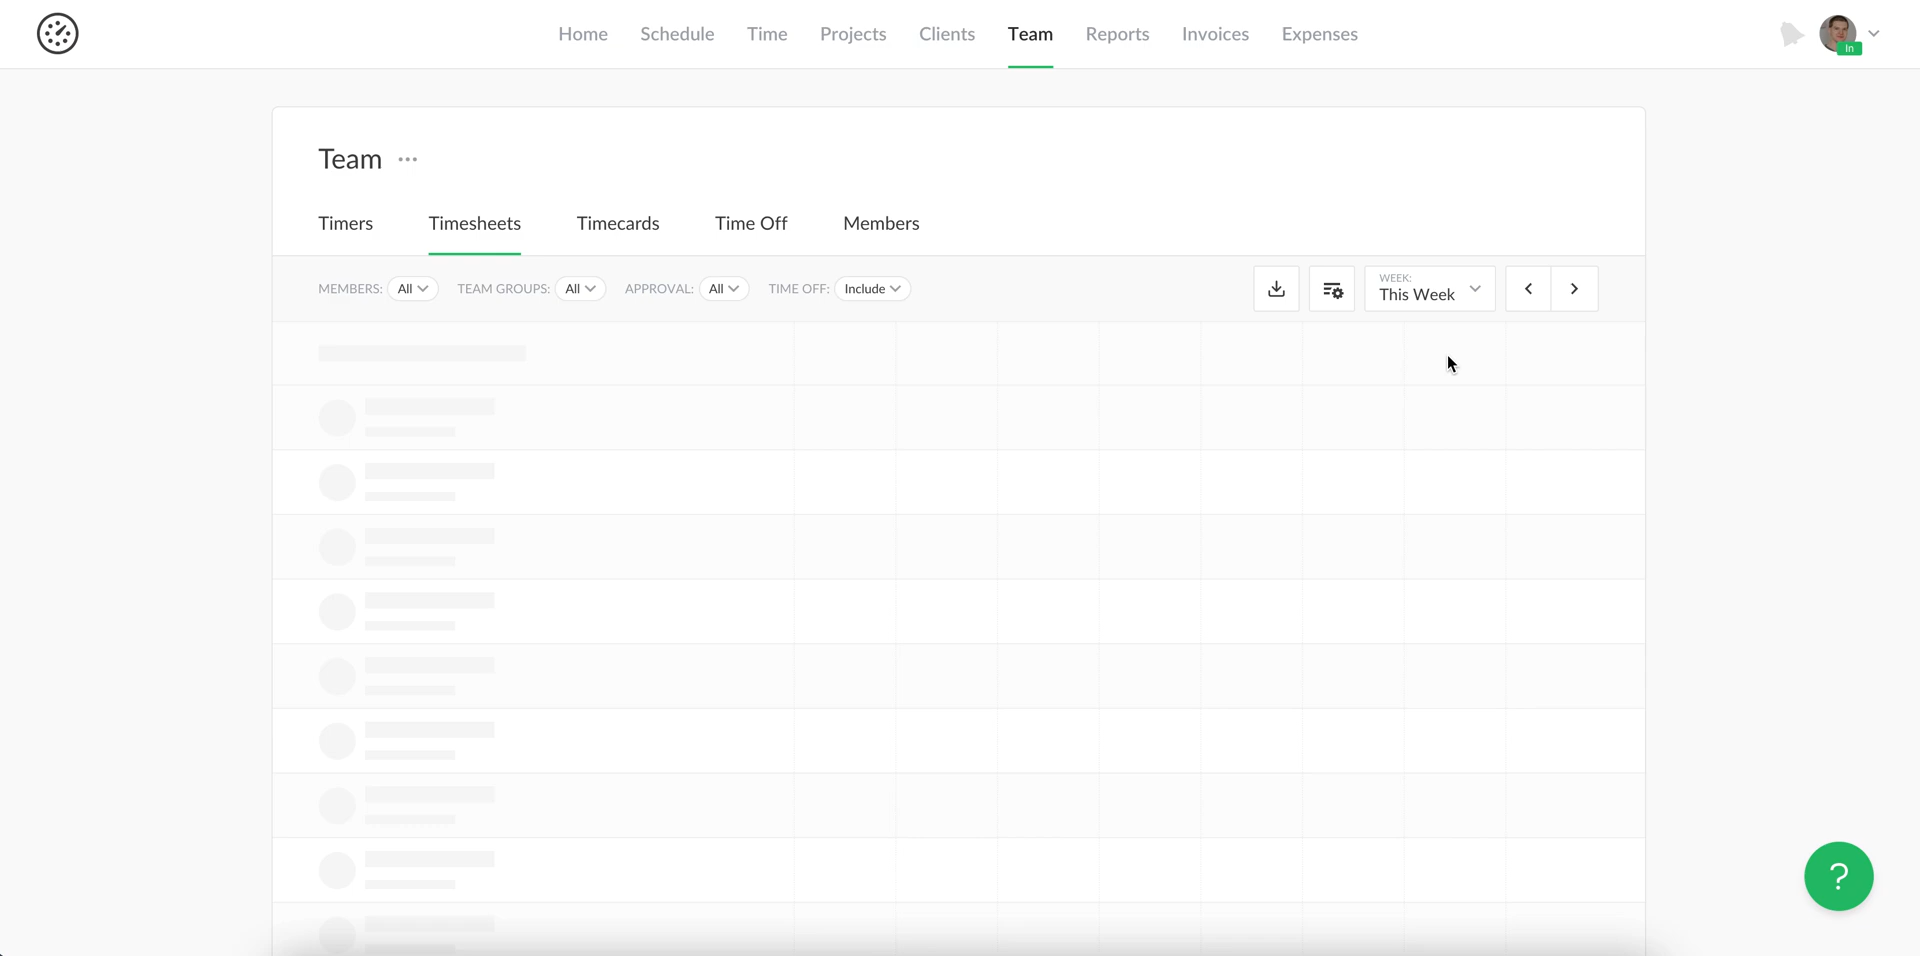 Home Schedule Time Projects Clients Team Reports Invoices Expenses
In
Team ...
Timers Timesheets Timecards Time Off Members
MEMBERS: All TEAM GROUPS: All APPROVAL: All TIME OFF: Include
WEEK:
This Week
?